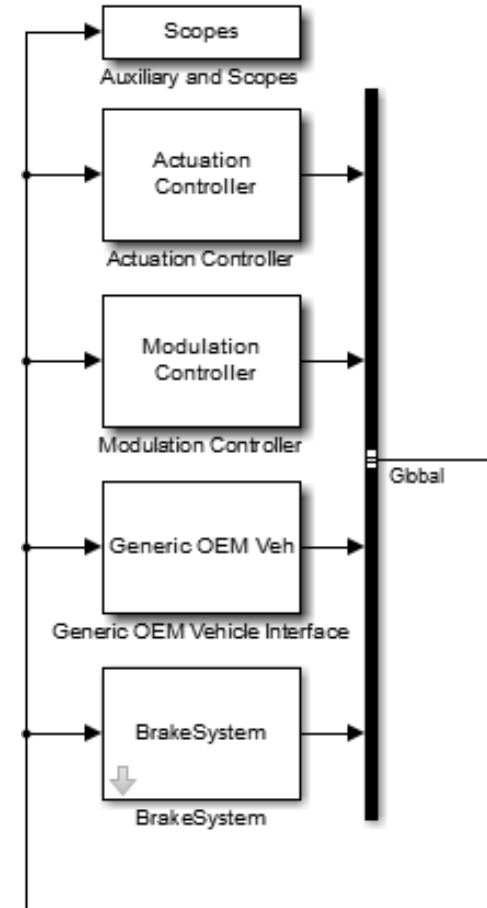 Scopes
Auxiliary and Scopes
Actuation
Controller
Actuation Controller
Modulation
Controller
Modulation Controller
Global
Generic OEM Veh
Generic OEM Vehicle Interface
BrakeSystem
BrakeSystem